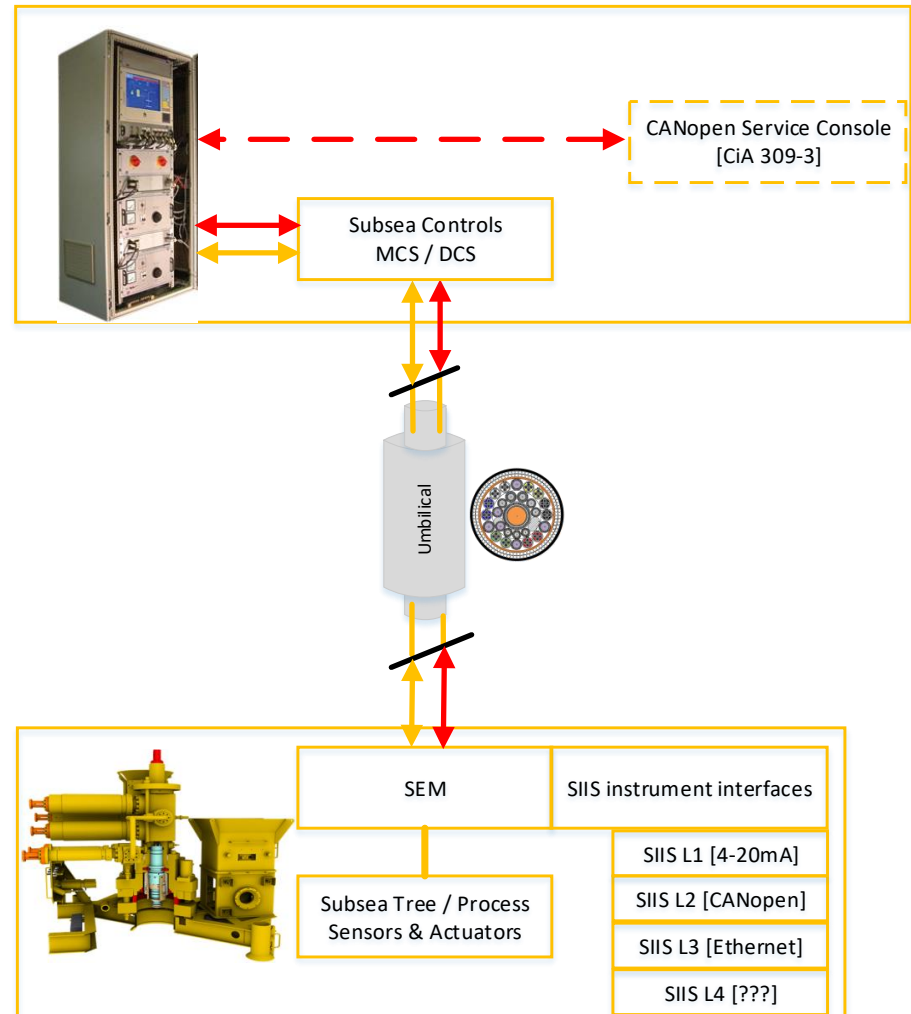 CANopen Service Console
[CiA 309-3]
Subsea Controls
MCS / DCS
Umbilical
SEM
SIIS instrument interfaces
SIIS L1 [4-20mA]
Subsea Tree / Process
Sensors & Actuators
SIIS L2 [CANopen]
SIIS L3 [Ethernet]
SIIS L4 [???]